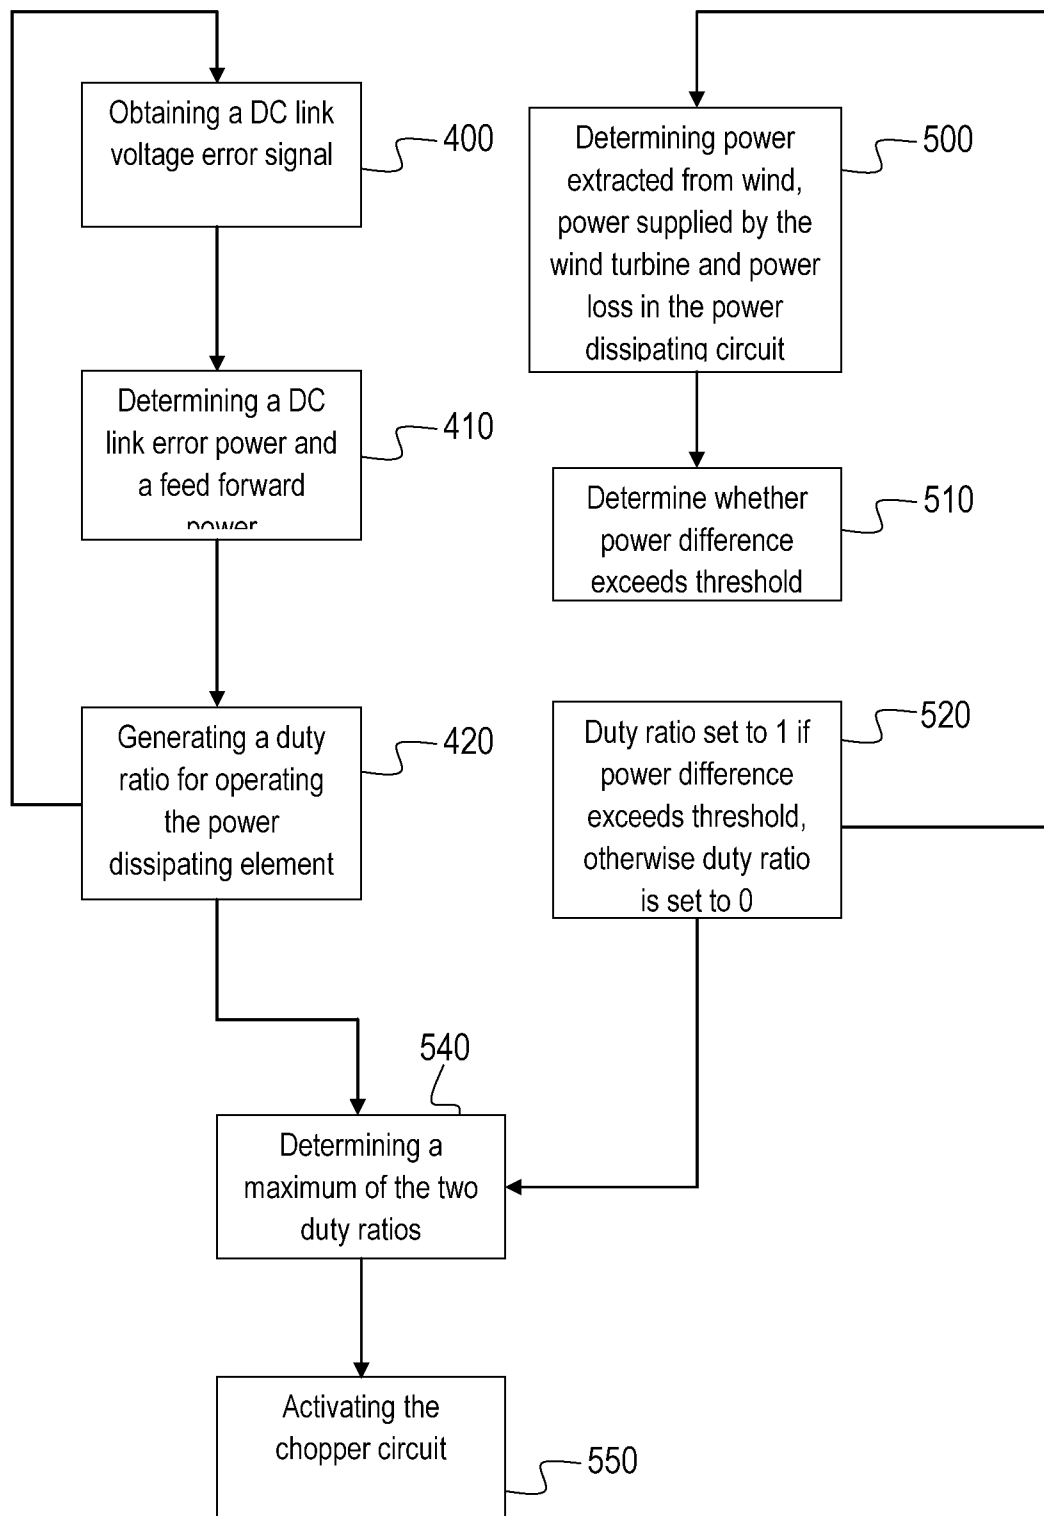 Obtaining a DC link
voltage error signal
400
Determining a DC
link error power and
a feed forward
power
410
Generating a duty
ratio for operating
the power
dissipating element
420
Determining power
extracted from wind,
power supplied by the
wind turbine and power
loss in the power
dissipating circuit
500
Determine whether
power difference
exceeds threshold
510
Duty ratio set to 1 if
power difference
exceeds threshold,
otherwise duty ratio
is set to 0
520
540
Determining a
maximum of the two
duty ratios
Activating the
chopper circuit
550